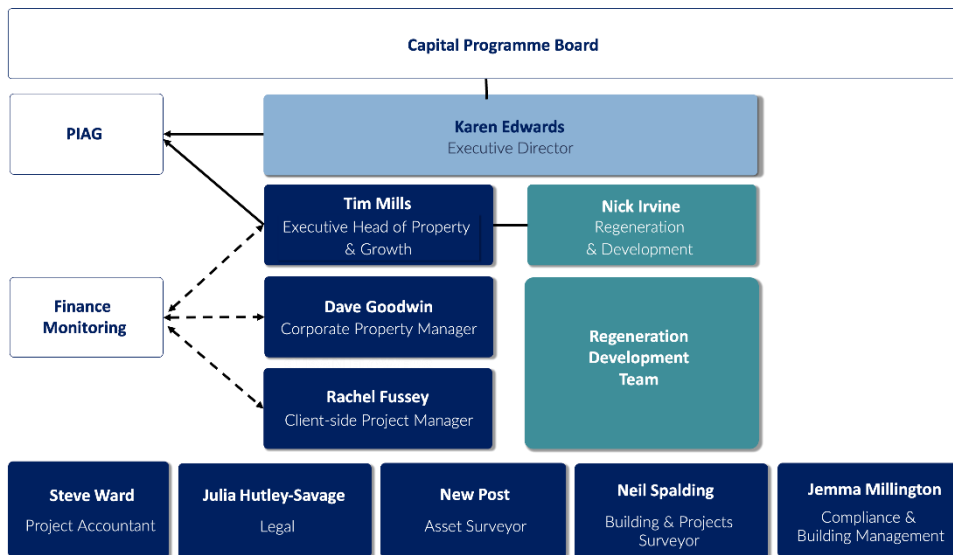 Capital Programme Board
PIAG
Karen Edwards
Executive Director
Tim Mills
Executive Head of Property
& Growth
Nick Irvine
Regeneration
& Development
Finance
Monitoring
Dave Goodwin
Corporate Property Manager
Regeneration
Development
Team
Rachel Fussey
Client-side Project Manager
Steve Ward
Project Accountant
Julia Hutley-Savage
Legal
New Post
Asset Surveyor
Neil Spalding
Building & Projects
Surveyor
Jemma Millington
Compliance &
Building Management